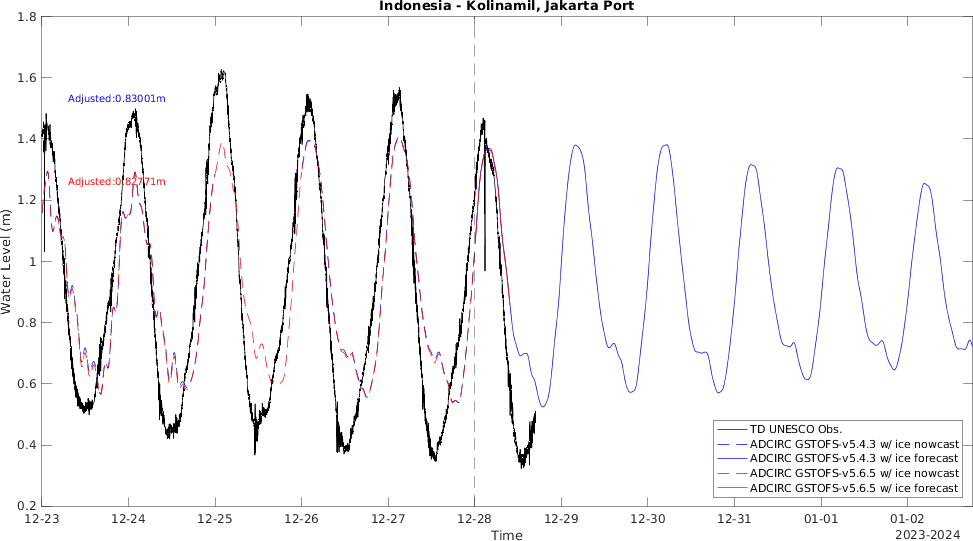 Indonesia - Kolinamil, Jakarta Port
1.8
1.6
1.4
1.2
1
0.8
0.6
0.4
0.2
Water Level (m)
Adjusted:0.83001m
Adjusted:0.82771m
TD UNESCO Obs.
ADCIRC GSTOFS-v5.4.3 w/ ice nowcast
ADCIRC GSTOFS-v5.4.3 w/ ice forecast
ADCIRC GSTOFS-v5.6.5 w/ ice nowcast
ADCIRC GSTOFS-v5.6.5 w/ ice forecast
12-23 12-24 12-25 12-26 12-27 12-28 12-29 12-30 12-31 01-01 01-02
Time
2023-2024